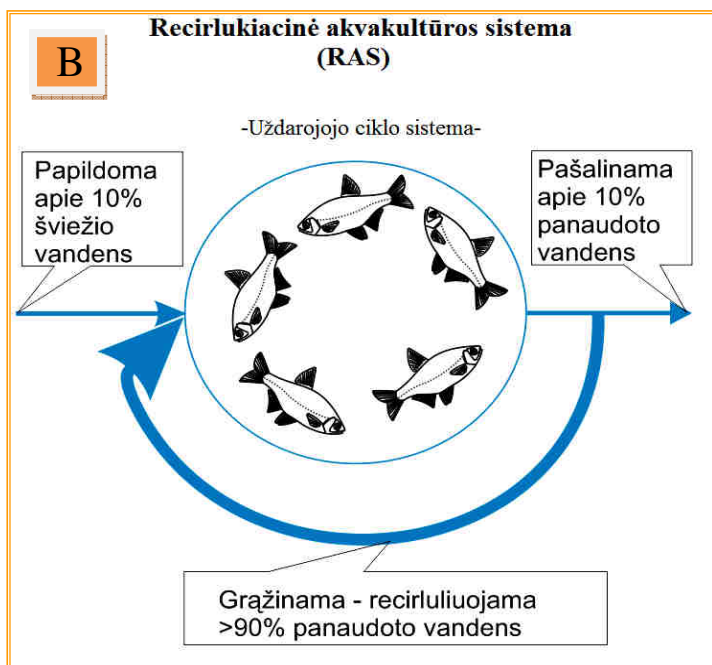 Recirlukiacinė akvakultūros sistema
(RAS)
B
-Uždarojojo ciklo sistema-
Papildoma
apie 10%
šviežio
vandens
Pašalinama
apie 10%
panaudoto
vandens
Grąžinama - recirluliuojama
>90% panaudoto vandens